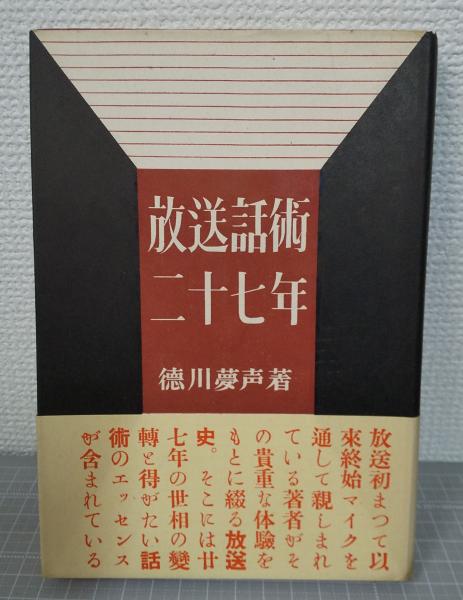 放送話術
二十七年
徳川夢声著
放送初まつて以
來終始マイクを
通して親しまれ
ている著者がそ
の貴重な体験を
もとに綴る放送
史。そこには廿
七年の世相の變
轉と得がたい話
術のエッセンス
が含まれている